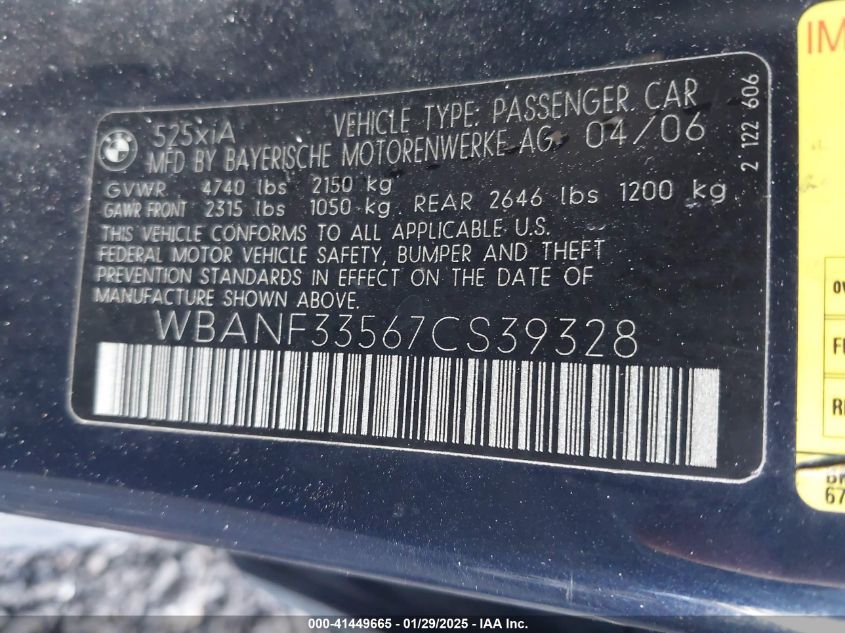 525xiA VEHICLE TYPE: PASSENGER CAR
MFD BY BAYERISCHE MOTORENWERKE AG 04/06
GVWR 4740 lbs 2150 kg
GAWR FRONT 2315 lbs 1050 kg REAR 2646 lbs 1200 kg
THIS VEHICLE CONFORMS TO ALL APPLICABLE U.S.
FEDERAL MOTOR VEHICLE SAFETY, BUMPER AND THEFT
PREVENTION STANDARDS IN EFFECT ON THE DATE OF
MANUFACTURE SHOWN ABOVE.
WBANF33567CS39328
2 122 606
IM
67
000-41449665 - 01/29/2025 - IAA Inc.